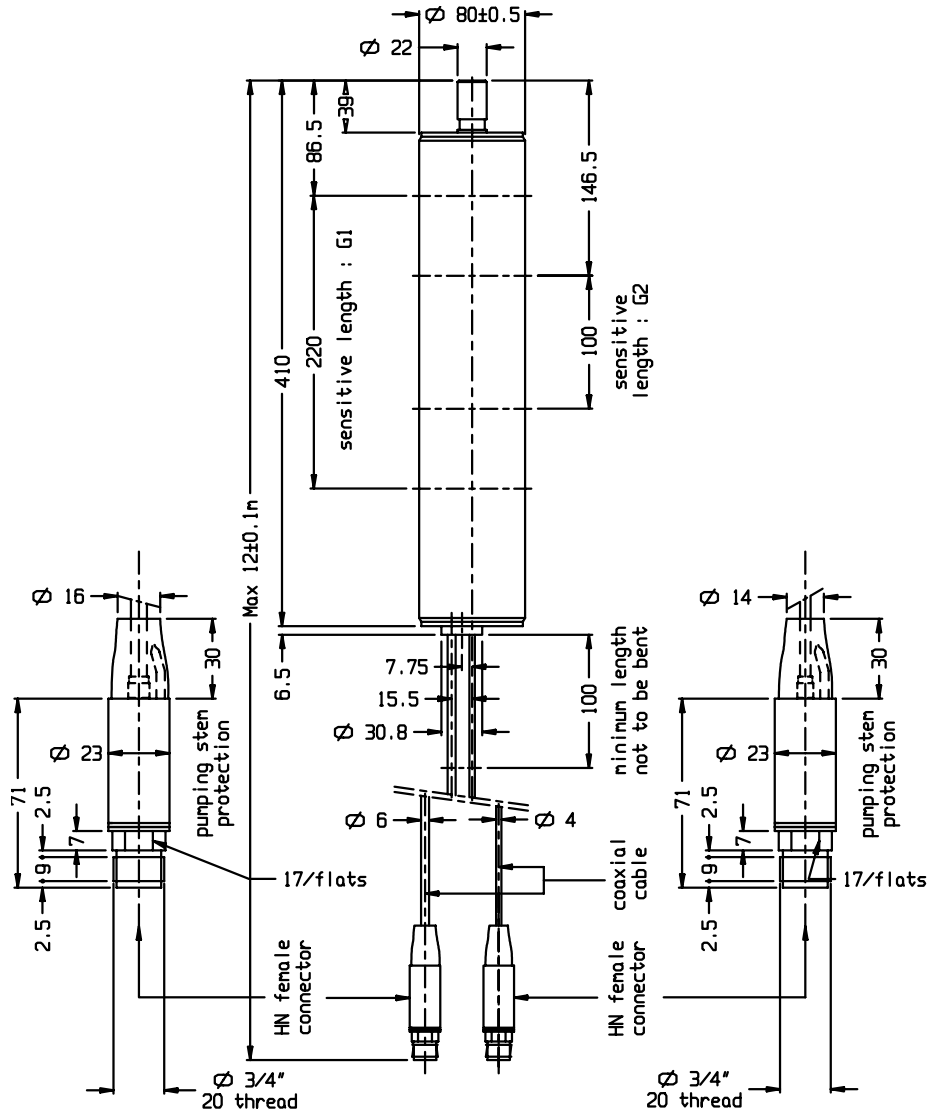 Ø 80±0.5
Ø 22
39
86.5
146.5
sensitive length : G1
220
410
100
sensitive
length : G2
Max 12±0.1m
Ø 16
30
6.5
7.75
15.5
Ø 30.8
100
minimum length
not to be bent
Ø 14
30
Ø 23
pumping stem
protection
71
2.5
7
9
2.5
17/flats
Ø 6
Ø 4
coaxial
cable
Ø 23
pumping stem
protection
71
2.5
7
9
2.5
17/flats
HN female
connector
HN female
connector
Ø 3/4"
20 thread
Ø 3/4"
20 thread